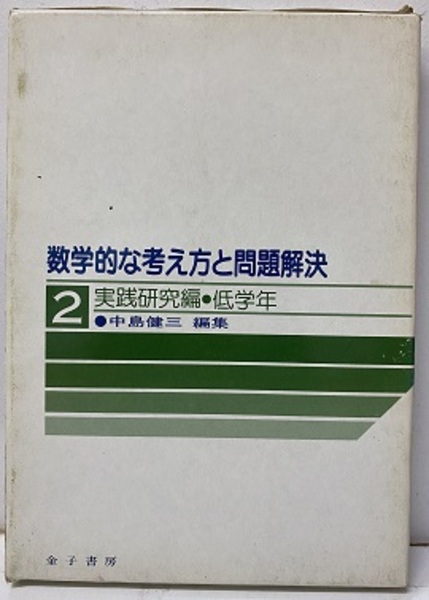 数学的な考え方と問題解決
2 実践研究編・低学年
●中島健三 編集
金子書房